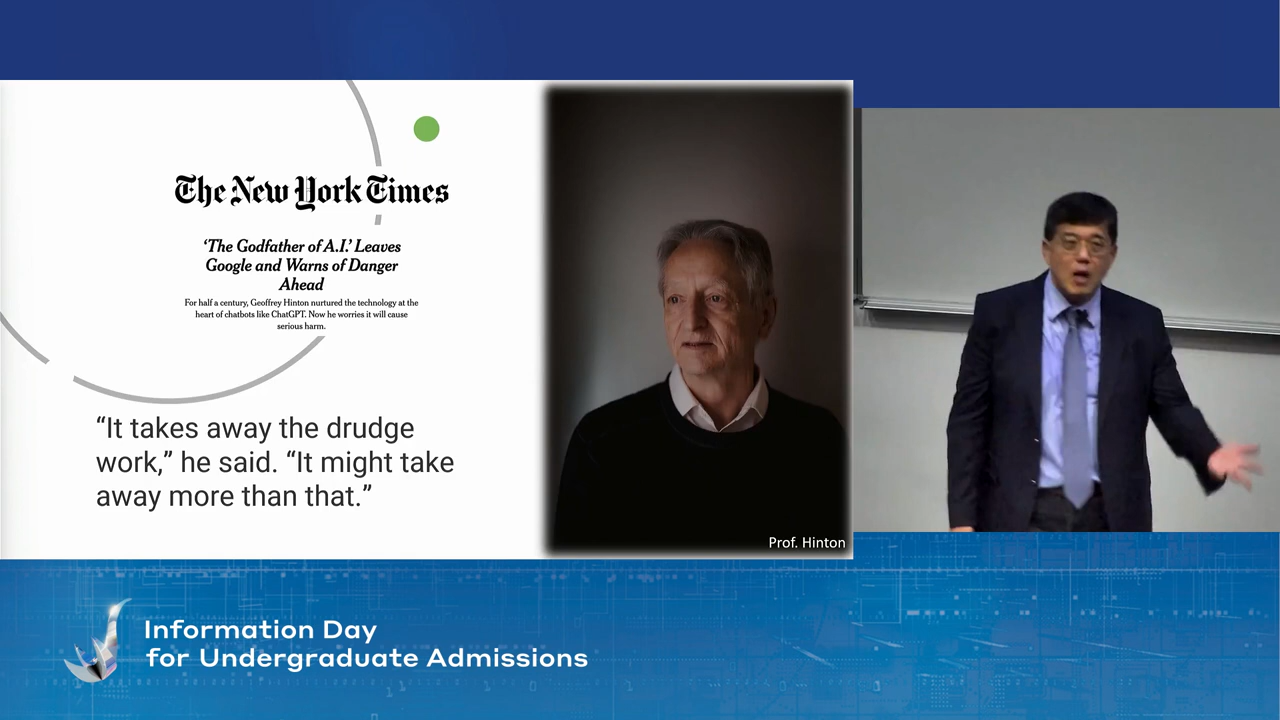 The New York Times
‘The Godfather of A.I.’ Leaves
Google and Warns of Danger
Ahead
For half a century, Geoffrey Hinton nurtured the technology at the
heart of chatbots like ChatGPT. Now he worries it will cause
serious harm.
“It takes away the drudge
work,” he said. “It might take
away more than that.”
Prof. Hinton
Information Day
for Undergraduate Admissions